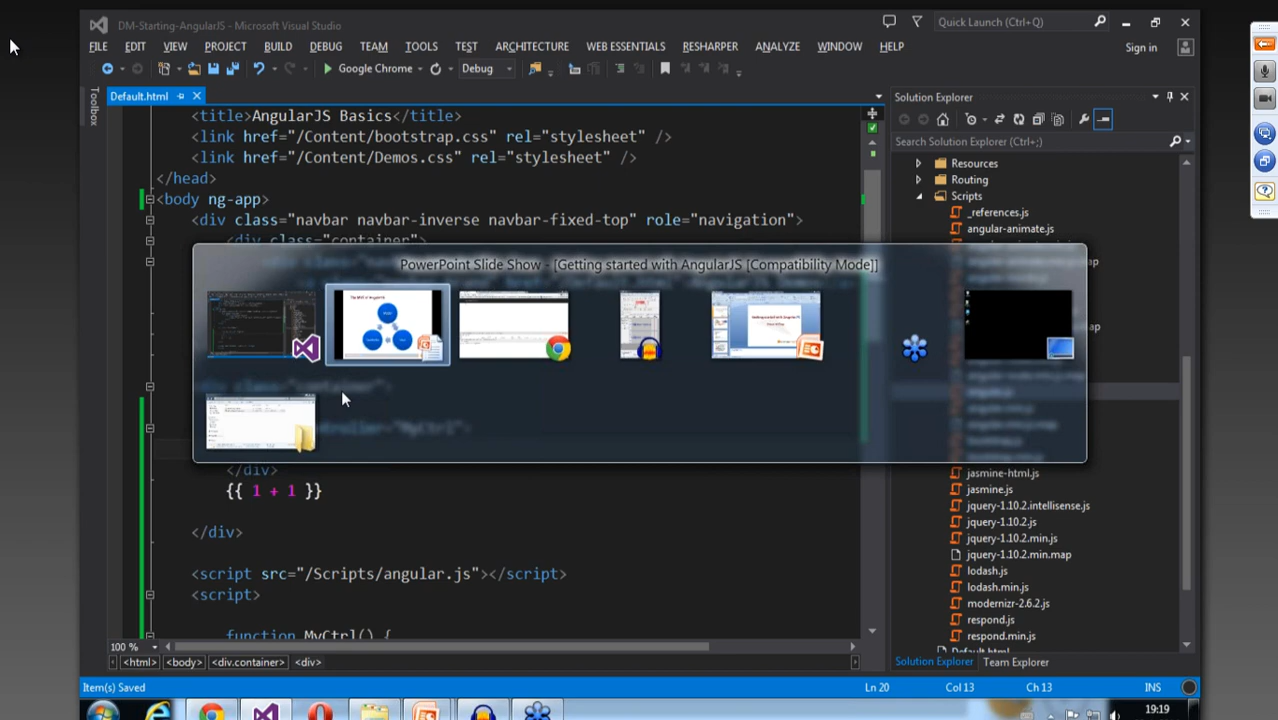 DM-Starting-AngularJS - Microsoft Visual Studio
Quick Launch (Ctrl+Q)
FILE EDIT VIEW PROJECT BUILD DEBUG TEAM TOOLS TEST ARCHITECTURE WEB ESSENTIALS RESHARPER ANALYZE WINDOW HELP
Sign in
Google Chrome
Debug
Toolbox
Default.html
<title>AngularJS Basics</title>
<link href="/Content/bootstrap.css" rel="stylesheet" />
<link href="/Content/Demos.css" rel="stylesheet" />
</head>
<body ng-app>
<div class="navbar navbar-inverse navbar-fixed-top" role="navigation">
<div class="container">
PowerPoint Slide Show - [Getting started with AngularJS [Compatibility Mode]]
</div>
{{ 1 + 1 }}
</div>
<script src="/Scripts/angular.js"></script>
<script>
function MyCtrl() {
100 %
<html> <body> <div.container> <div>
Solution Explorer
Search Solution Explorer (Ctrl+;)
Resources
Routing
Scripts
_references.js
angular-animate.js
jasmine-html.js
jasmine.js
jquery-1.10.2.intellisense.js
jquery-1.10.2.js
jquery-1.10.2.min.js
jquery-1.10.2.min.map
lodash.js
lodash.min.js
modernizr-2.6.2.js
respond.js
respond.min.js
Default.html
Solution Explorer Team Explorer
Item(s) Saved
Ln 20 Col 13 Ch 13 INS
19:19